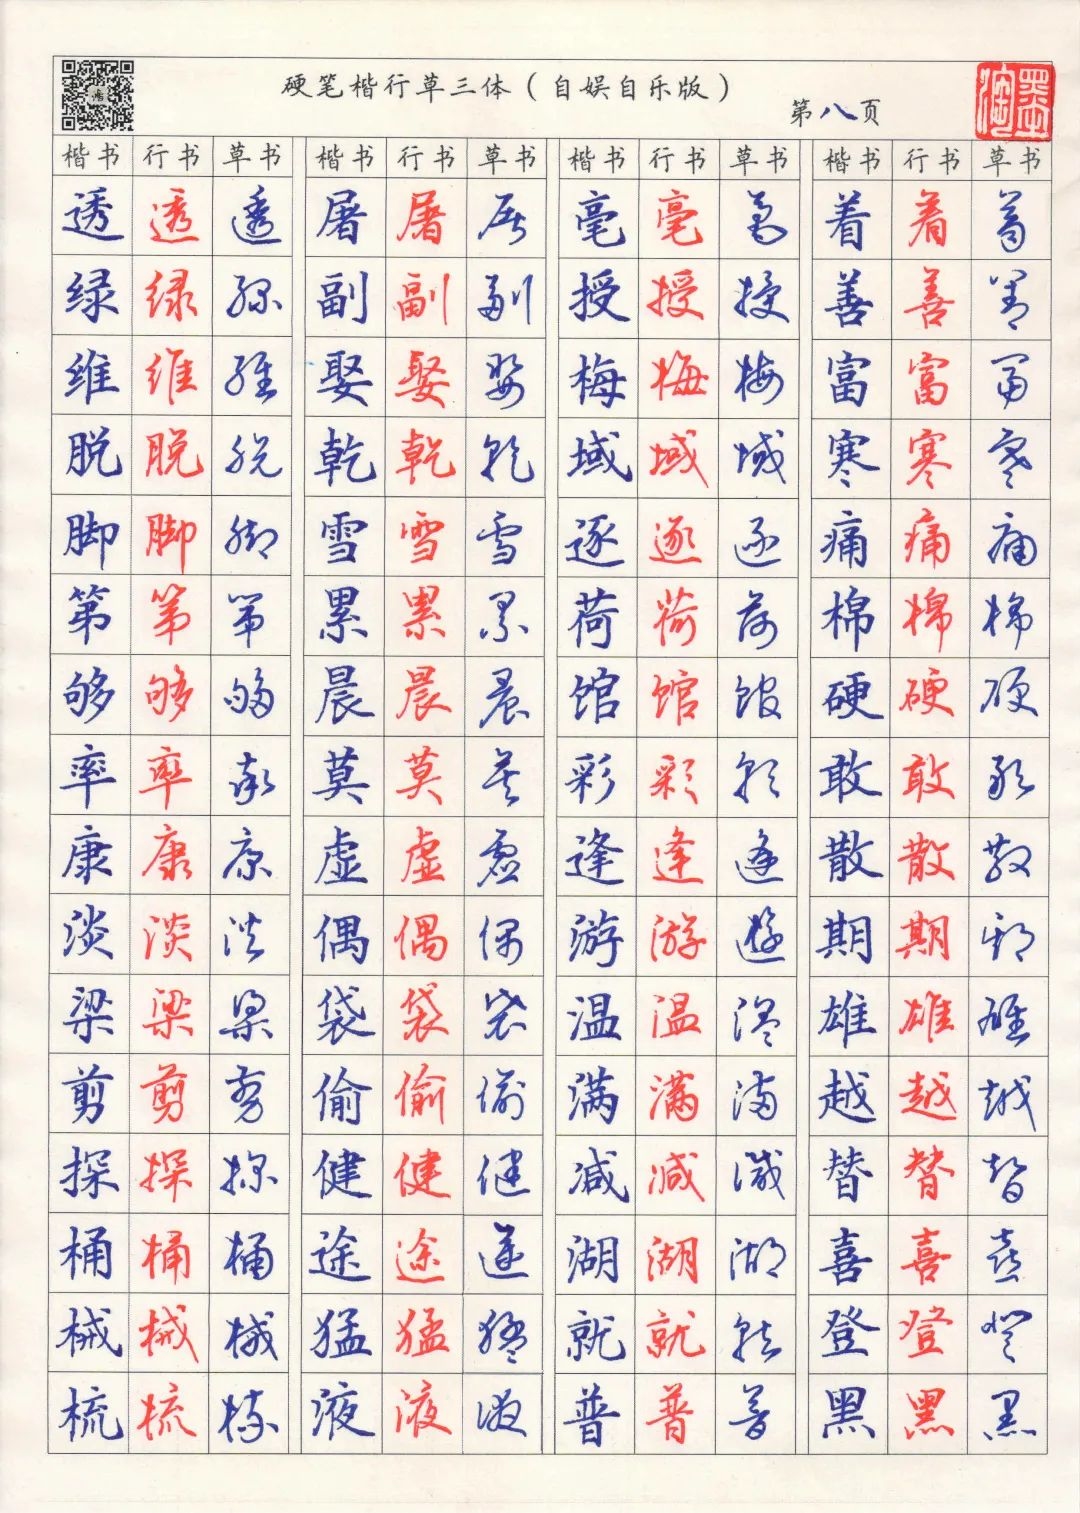 硬笔楷行草三体（自娱自乐版）
第八页
楷书 行书 草书 楷书 行书 草书 楷书 行书 草书 楷书 行书 草书
透 透 透 屠 屠 屠 毫 毫 毫 着 着 着
绿 绿 绿 副 副 副 授 授 授 善 善 善
维 维 维 娶 娶 娶 梅 梅 梅 富 富 富
脱 脱 脱 乾 乾 乾 域 域 域 寒 寒 寒
脚 脚 脚 雪 雪 雪 逐 逐 逐 痛 痛 痛
第 第 第 累 累 累 荷 荷 荷 棉 棉 棉
够 够 够 晨 晨 晨 馆 馆 馆 硬 硬 硬
率 率 率 莫 莫 莫 彩 彩 彩 敢 敢 敢
康 康 康 虚 虚 虚 逢 逢 逢 散 散 散
淡 淡 淡 偶 偶 偶 游 游 游 期 期 期
梁 梁 梁 袋 袋 袋 温 温 温 雄 雄 雄
剪 剪 剪 偷 偷 偷 满 满 满 越 越 越
探 探 探 健 健 健 减 减 减 替 替 替
桶 桶 桶 途 途 途 湖 湖 湖 喜 喜 喜
械 械 械 猛 猛 猛 就 就 就 登 登 登
梳 梳 梳 液 液 液 普 普 普 黑 黑 黑